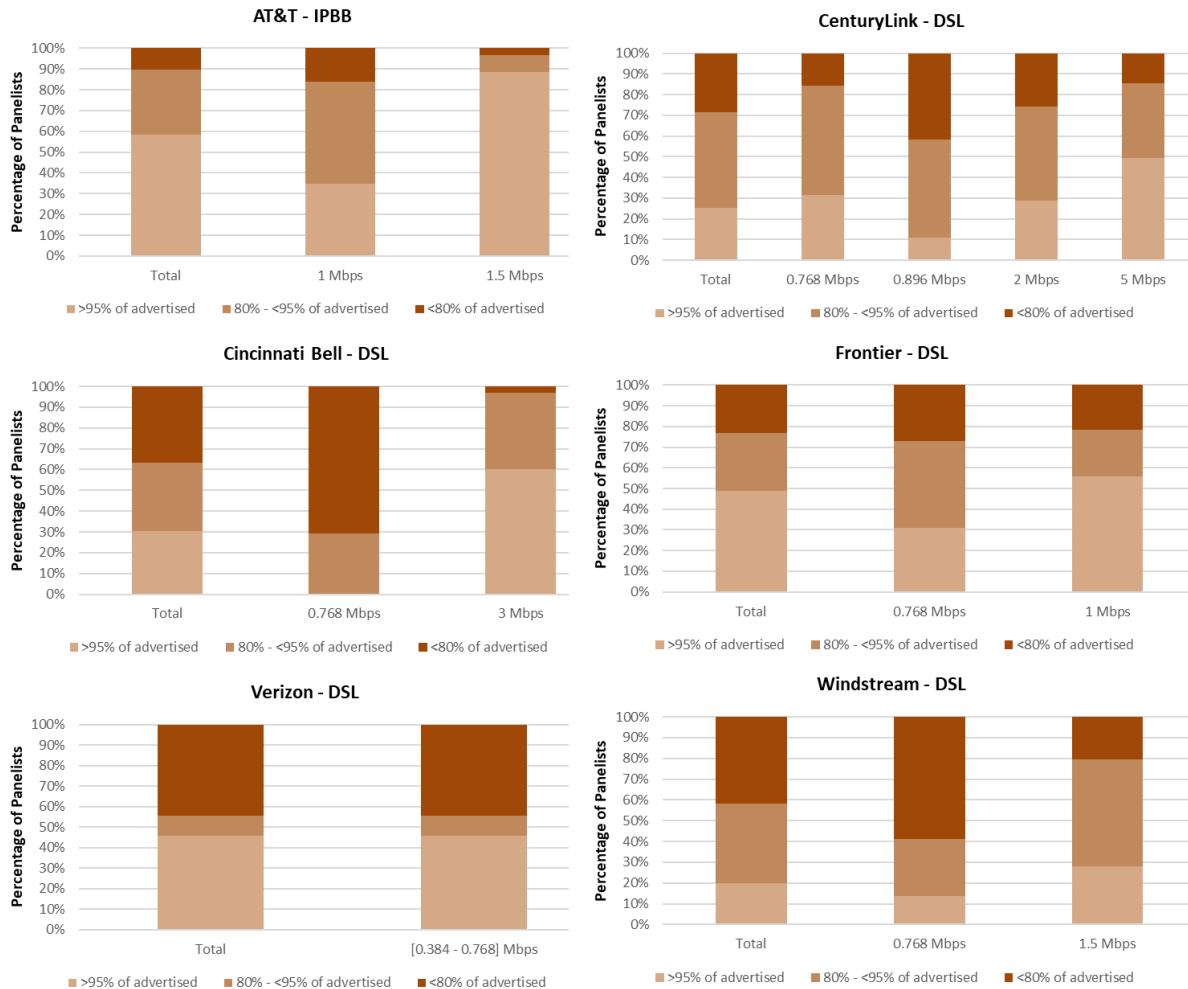 AT&T - IPBB
Percentage of Panelists
100%
90%
80%
70%
60%
50%
40%
30%
20%
10%
0%
Total 1 Mbps 1.5 Mbps
>95% of advertised 80% - <95% of advertised <80% of advertised
CenturyLink - DSL
Percentage of Panelists
100%
90%
80%
70%
60%
50%
40%
30%
20%
10%
0%
Total 0.768 Mbps 0.896 Mbps 2 Mbps 5 Mbps
>95% of advertised 80% - <95% of advertised <80% of advertised
Cincinnati Bell - DSL
Percentage of Panelists
100%
90%
80%
70%
60%
50%
40%
30%
20%
10%
0%
Total 0.768 Mbps 3 Mbps
>95% of advertised 80% - <95% of advertised <80% of advertised
Frontier - DSL
Percentage of Panelists
100%
90%
80%
70%
60%
50%
40%
30%
20%
10%
0%
Total 0.768 Mbps 1 Mbps
>95% of advertised 80% - <95% of advertised <80% of advertised
Verizon - DSL
Percentage of Panelists
100%
90%
80%
70%
60%
50%
40%
30%
20%
10%
0%
Total [0.384 - 0.768] Mbps
>95% of advertised 80% - <95% of advertised <80% of advertised
Windstream - DSL
Percentage of Panelists
100%
90%
80%
70%
60%
50%
40%
30%
20%
10%
0%
Total 0.768 Mbps 1.5 Mbps
>95% of advertised 80% - <95% of advertised <80% of advertised